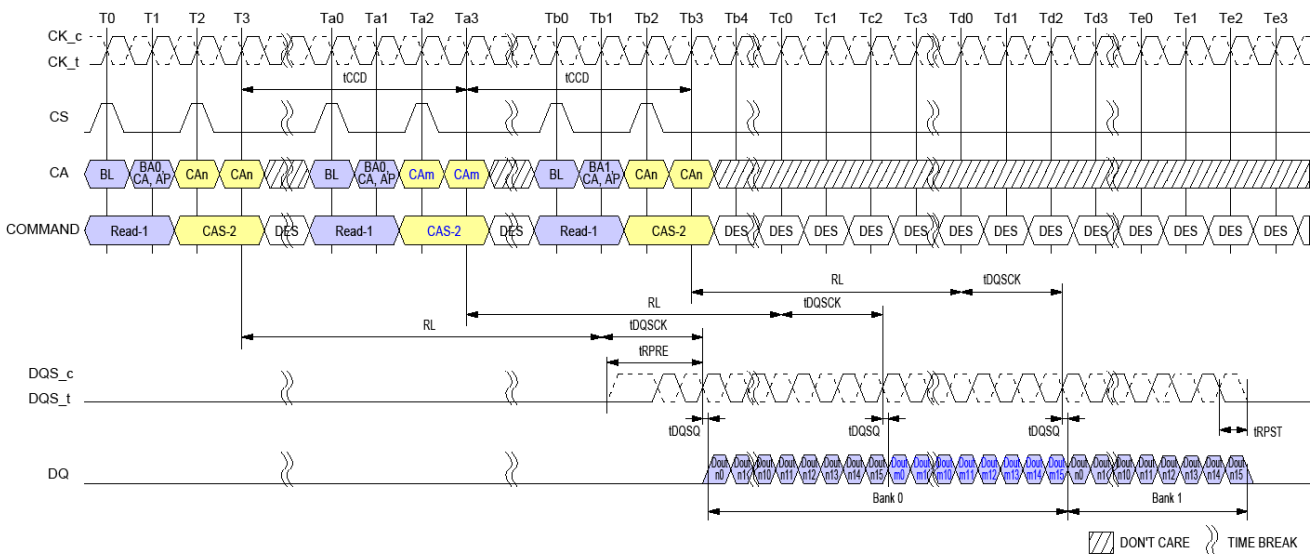 T0 T1 T2 T3 Ta0 Ta1 Ta2 Ta3 Tb0 Tb1 Tb2 Tb3 Tb4 Tc0 Tc1 Tc2 Tc3 Td0 Td1 Td2 Td3 Te0 Te1 Te2 Te3
CK_c
CK_t
tCCD tCCD
CS
CA BL BA0, CA, AP CAn CAn BL BA0, CA, AP CAm CAm BL BA1, CA, AP CAn CAn
COMMAND Read-1 CAS-2 DES Read-1 CAS-2 DES Read-1 CAS-2 DES DES DES DES DES DES DES DES DES DES DES DES DES
RL tDQSCK
RL tDQSCK
RL tDQSCK
tRPRE
DQS_c
DQS_t
tDQSQ tDQSQ tDQSQ tRPST
DQ Dout n0 Dout n11 Dout n10 Dout n11 Dout n12 Dout n13 Dout n14 Dout n15 Dout m0 Dout m10 Dout m11 Dout m12 Dout m13 Dout m14 Dout m15 Dout n0 Dout n10 Dout n11 Dout n12 Dout n13 Dout n14 Dout n15
Bank 0 Bank 1
DON'T CARE TIME BREAK